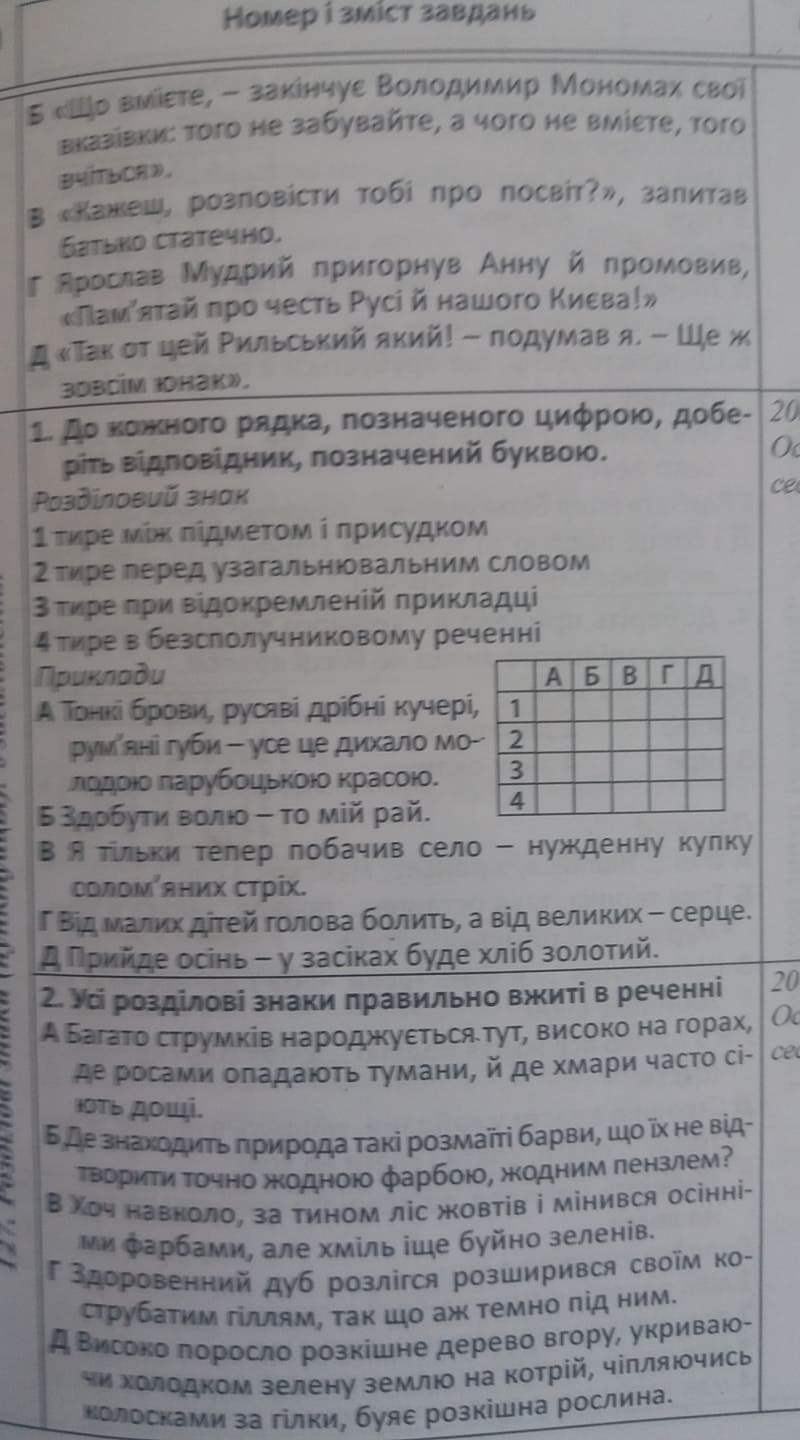 Номер і зміст завдань
Б «Що вмієте, – закінчує Володимир Мономах свої
вказівки: того не забувайте, а чого не вмієте, того
вчіться».
В «Кажеш, розповісти тобі про посвіт?», запитав
батько статечно.
Г Ярослав Мудрий пригорнув Анну й промовив,
«Пам'ятай про честь Русі й нашого Києва!»
Д «Так от цей Рильський який! – подумав я. – Ще ж
зовсім юнак».
1. До кожного рядка, позначеного цифрою, добе-
ріть відповідник, позначений буквою.
Розділовий знак
1 тире між підметом і присудком
2 тире перед узагальнювальним словом
3 тире при відокремленій прикладці
4 тире в безсполучниковому реченні
Приклади
А Тонкі брови, русяві дрібні кучері,
рум'яні губи – усе це дихало мо-
лодою парубоцькою красою.
Б Здобути волю – то мій рай.
А Б В Г Д
1
2
3
4
В Я тільки тепер побачив село – нужденну купку
солом'яних стріх.
Г Від малих дітей голова болить, а від великих – серце.
Д Прийде осінь – у засіках буде хліб золотий.
20
Ос
сес
2. Усі розділові знаки правильно вжиті в реченні
А Багато струмків народжується тут, високо на горах,
де росами опадають тумани, й де хмари часто сі-
ють дощі.
Б Де знаходить природа такі розмаїті барви, що їх не від-
творити точно жодною фарбою, жодним пензлем?
В Хоч навколо, за тином ліс жовтів і мінився осінні-
ми фарбами, але хміль іще буйно зеленів.
Г Здоровенний дуб розлігся розширився своїм ко-
струбатим гіллям, так що аж темно під ним.
Д Високо поросло розкішне дерево вгору, укриваю-
чи холодком зелену землю на котрій, чіпляючись
колосками за гілки, буяє розкішна рослина.
20
Ос
сес